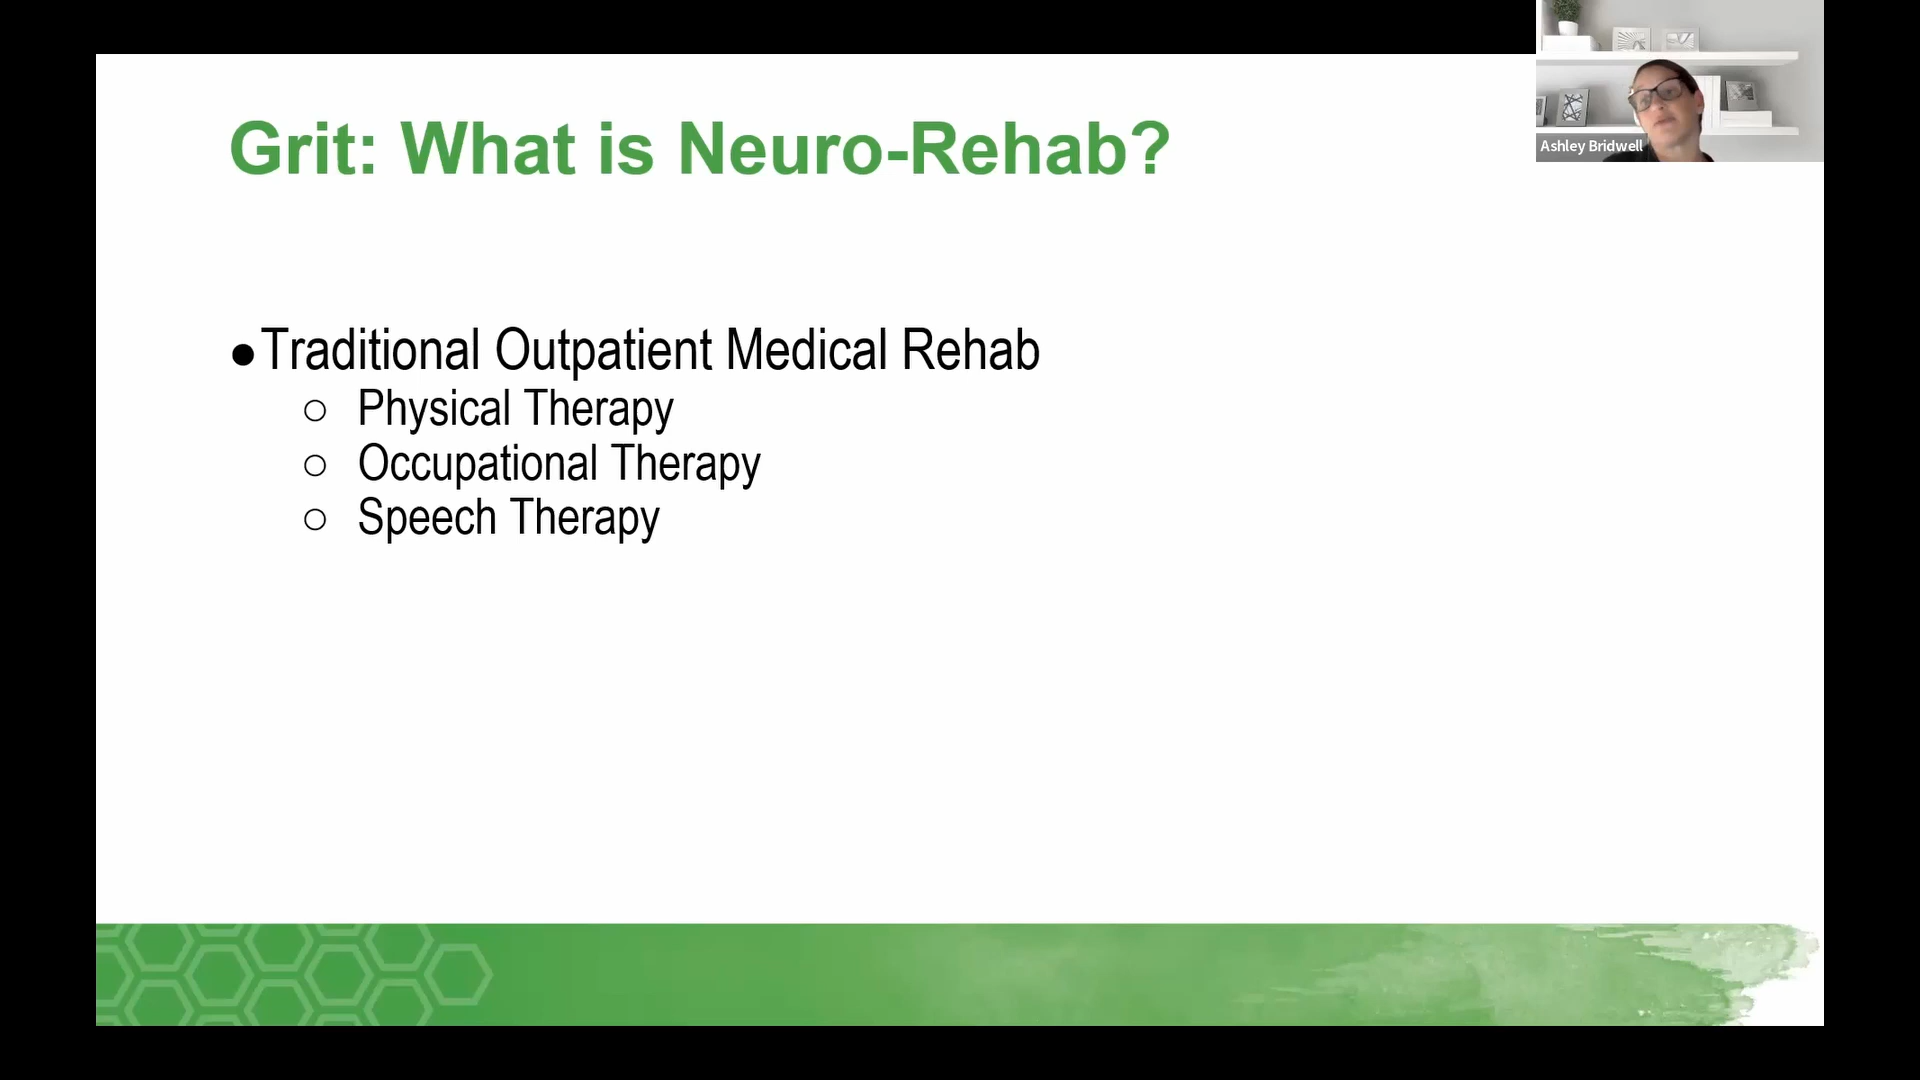 Grit: What is Neuro-Rehab?
Ashley Bridwell
●Traditional Outpatient Medical Rehab
○ Physical Therapy
○ Occupational Therapy
○ Speech Therapy